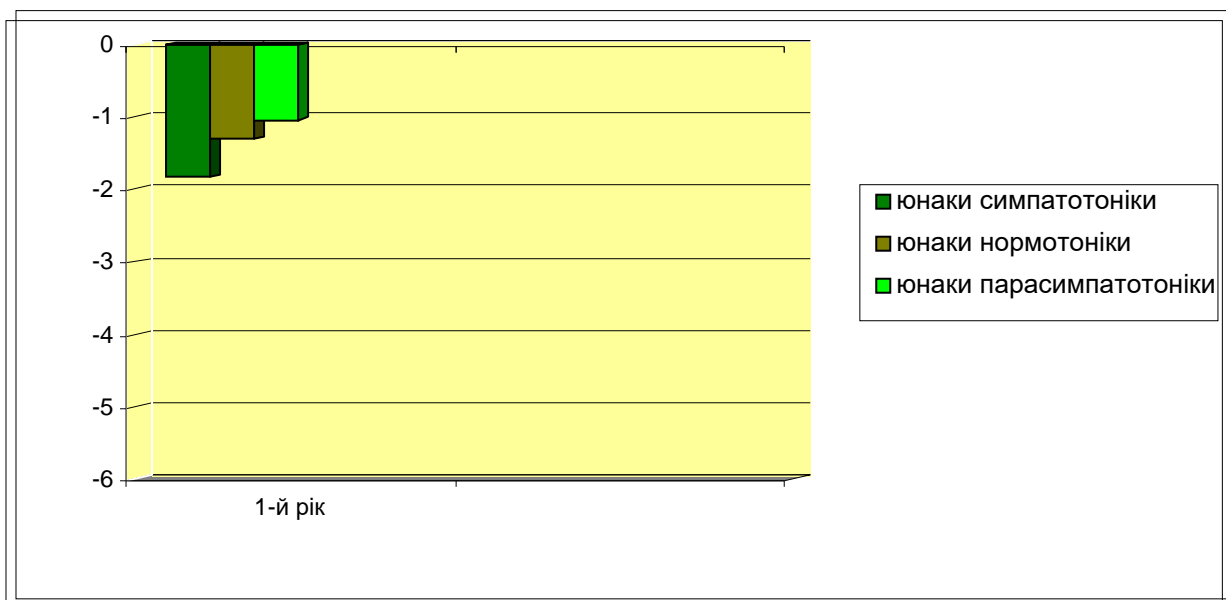 0
-1
-2
-3
-4
-5
-6
1-й рік
юнаки симпатотоніки
юнаки нормотоніки
юнаки парасимпатотоніки